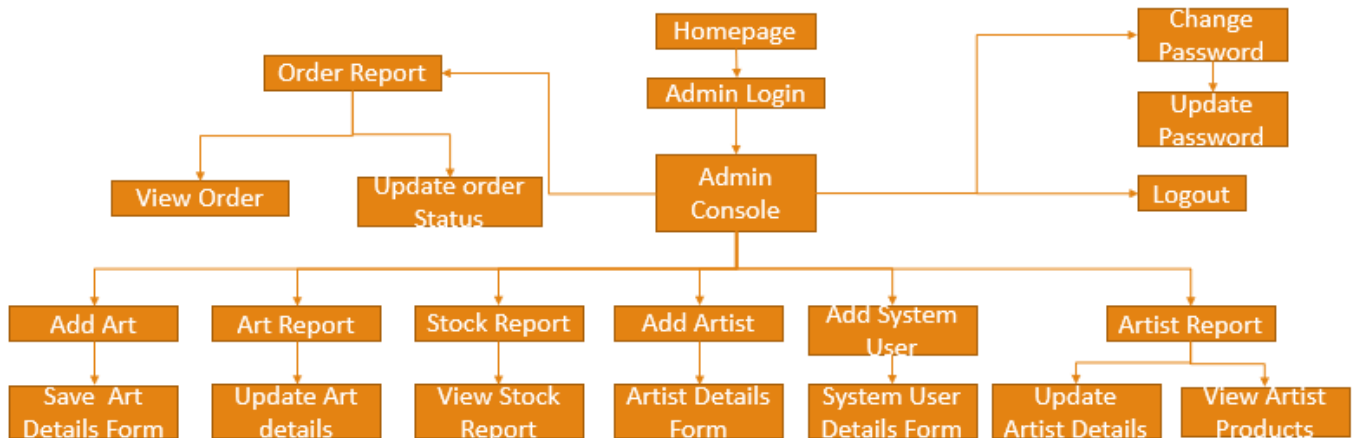 Homepage
Change
Password
Order Report
Admin Login
Update
Password
View Order
Update order
Status
Admin
Console
Logout
Add Art
Art Report
Stock Report
Add Artist
Add System
User
Artist Report
Save Art
Details Form
Update Art
details
View Stock
Report
Artist Details
Form
System User
Details Form
Update
Artist Details
View Artist
Products